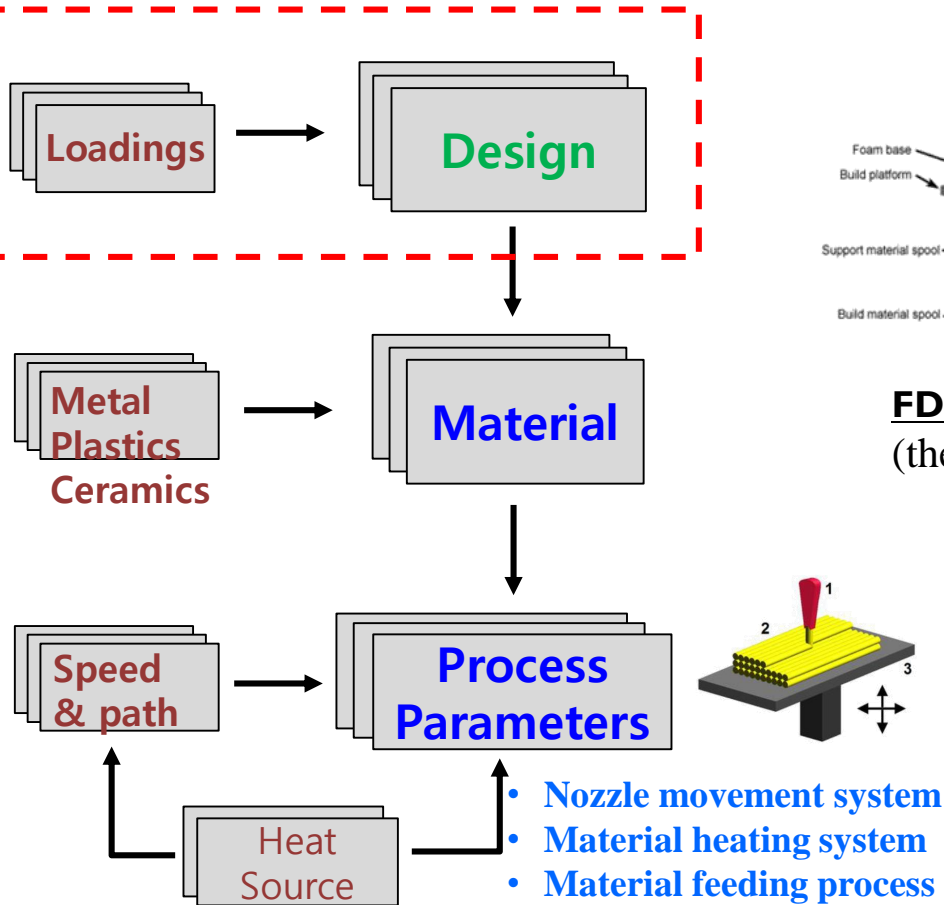 Loadings
Design
Foam base
Build platform
Support material spool
Build material spool
Metal
Plastics
Ceramics
Material
FD
(the
1
2
3
Speed
& path
Process
Parameters
Heat
Source
• Nozzle movement system
• Material heating system
• Material feeding process